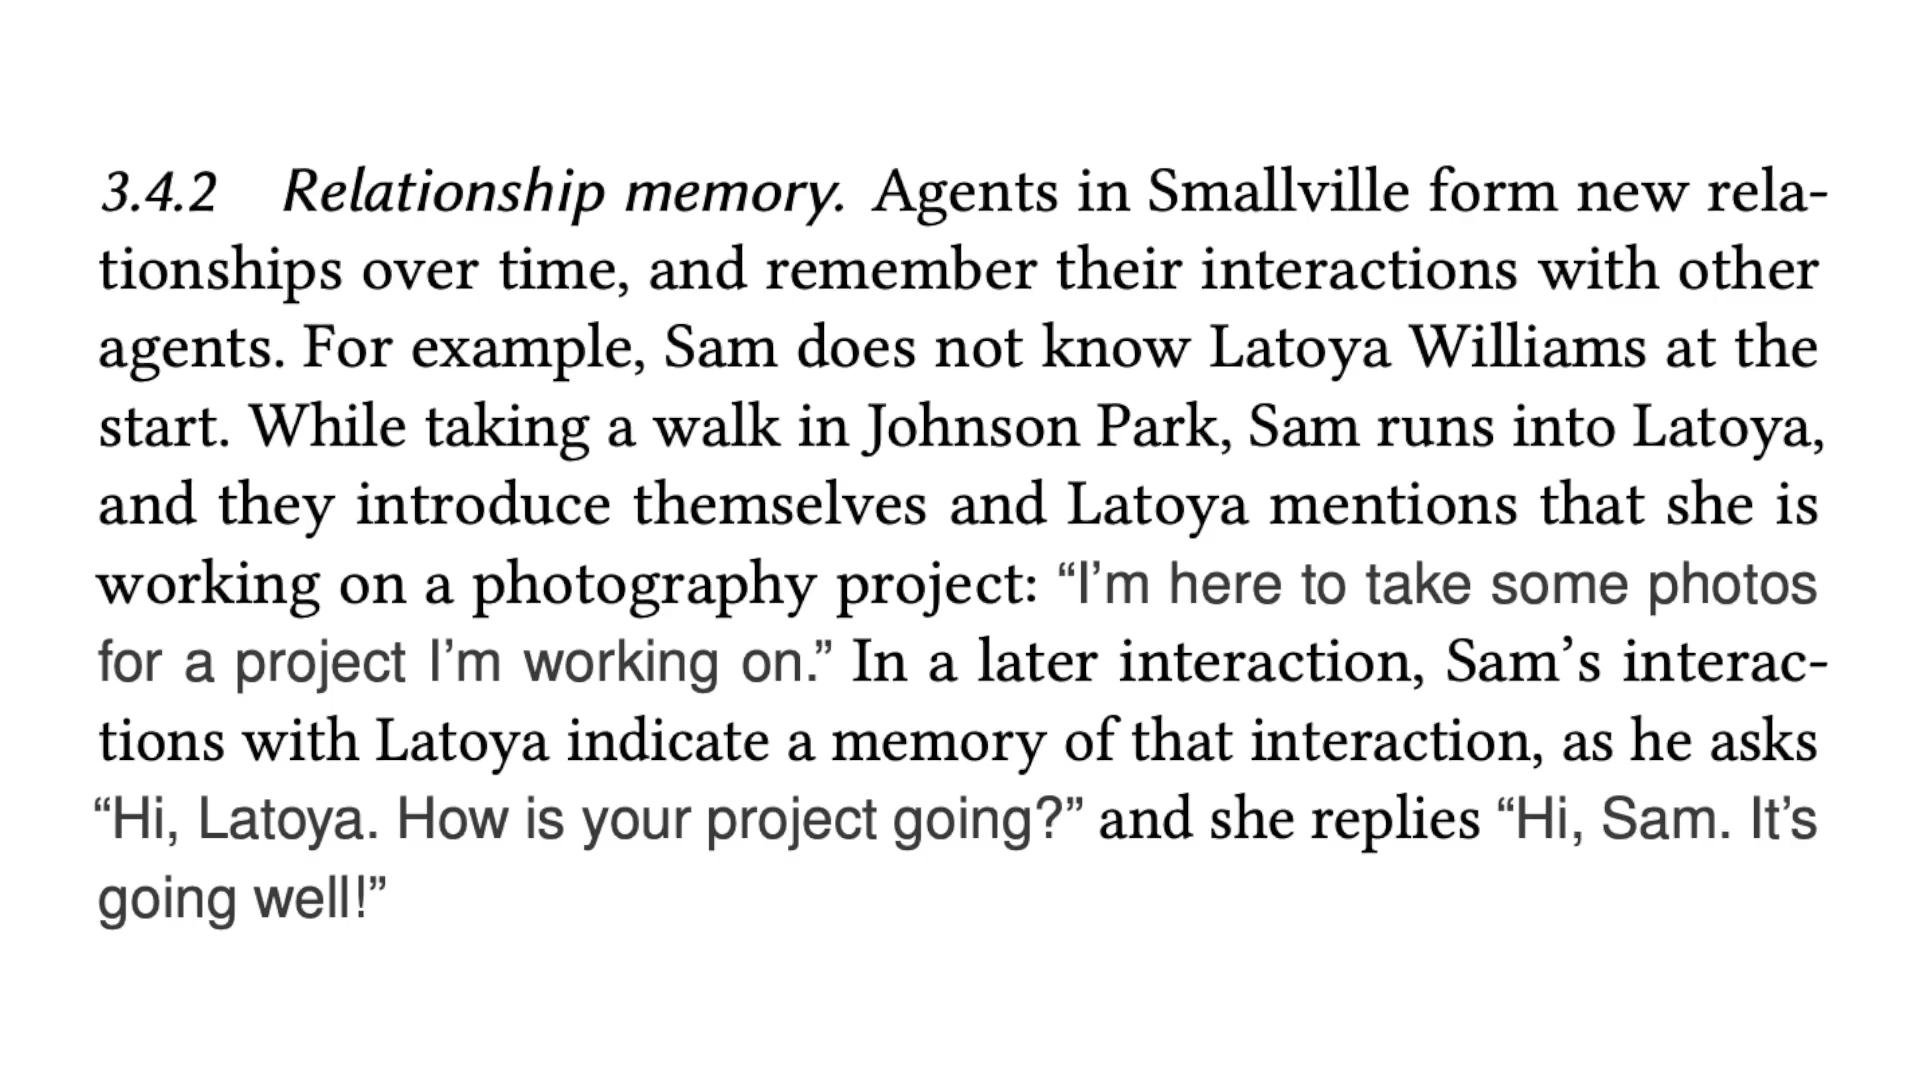 3.4.2 Relationship memory. Agents in Smallville form new rela-
tionships over time, and remember their interactions with other
agents. For example, Sam does not know Latoya Williams at the
start. While taking a walk in Johnson Park, Sam runs into Latoya,
and they introduce themselves and Latoya mentions that she is
working on a photography project: “I’m here to take some photos
for a project I’m working on.” In a later interaction, Sam’s interac-
tions with Latoya indicate a memory of that interaction, as he asks
“Hi, Latoya. How is your project going?” and she replies “Hi, Sam. It’s
going well!”